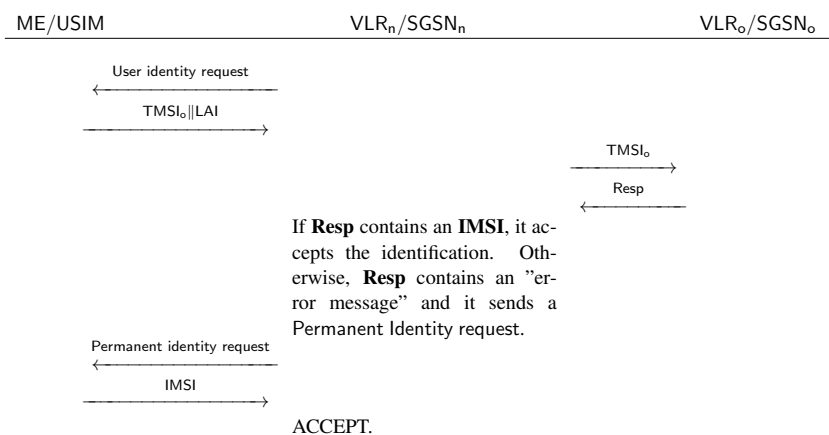 ME/USIM VLRn/SGSNn VLRo/SGSNo
User identity request
TMSIo||LAI
TMSIo
Resp
If Resp contains an IMSI, it ac-
cepts the identification. Oth-
erwise, Resp contains an ”er-
ror message” and it sends a
Permanent Identity request.
Permanent identity request
IMSI
ACCEPT.